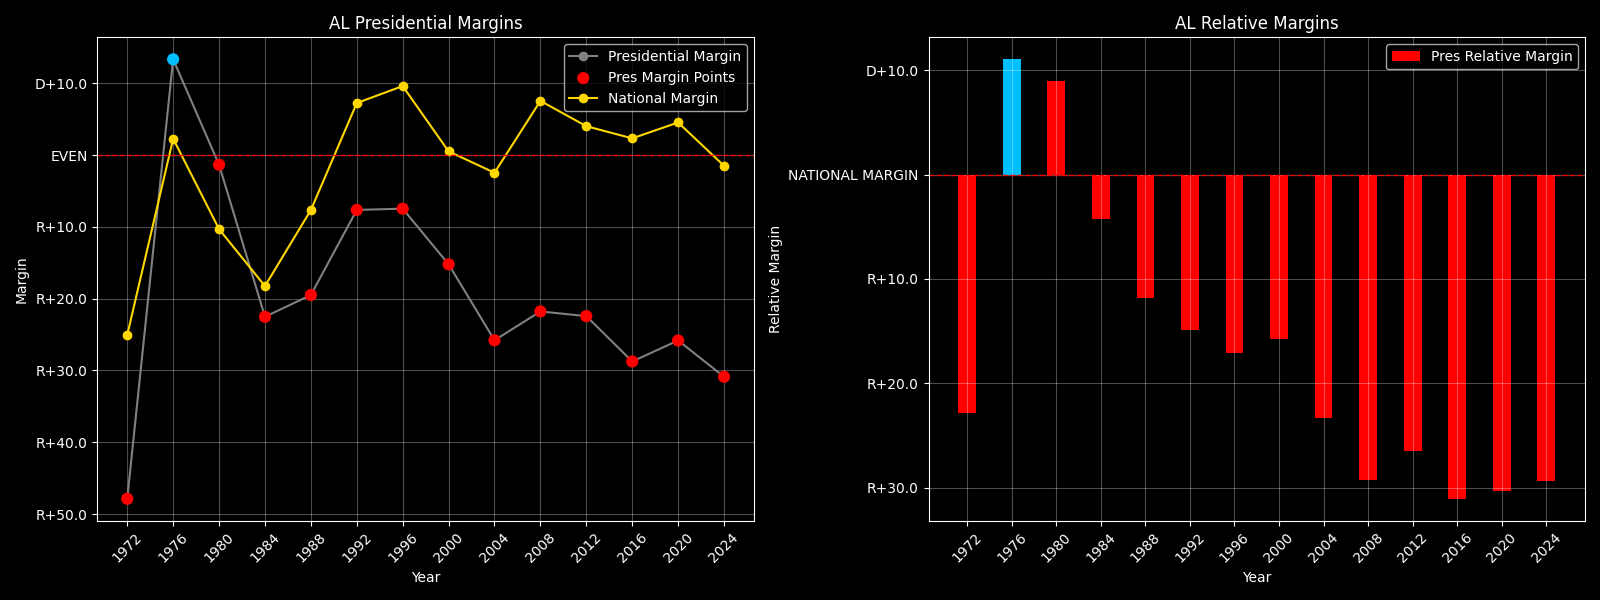 AL Presidential Margins
Presidential Margin
Pres Margin Points
National Margin
D+10.0
EVEN
R+10.0
R+20.0
R+30.0
R+40.0
R+50.0
Margin
1972
1976
1980
1984
1988
1992
1996
2000
2004
2008
2012
2016
2020
2024
Year
AL Relative Margins
Pres Relative Margin
D+10.0
NATIONAL MARGIN
R+10.0
R+20.0
R+30.0
Relative Margin
1972
1976
1980
1984
1988
1992
1996
2000
2004
2008
2012
2016
2020
2024
Year